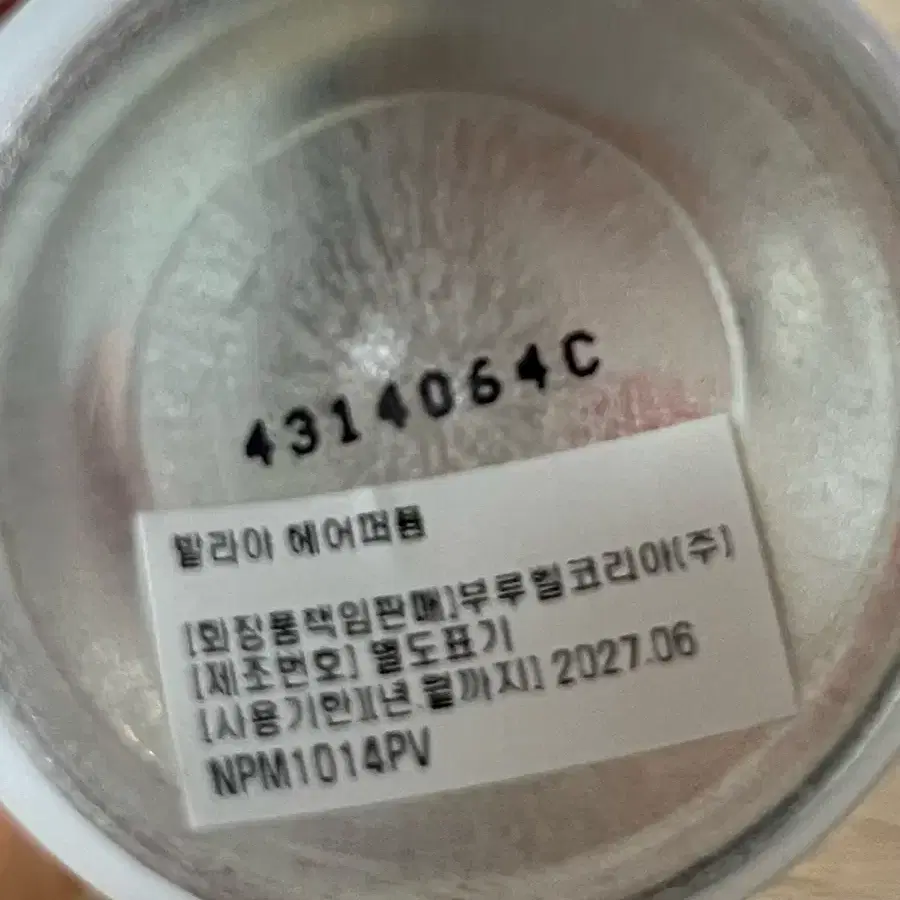 4314064C
발라아 헤어퍼퓸
[화장품책임판매]무루힐코리아(주)
[제조번호] 별도표기
[사용기한][년.월까지] 2027.06
NPM1014PV